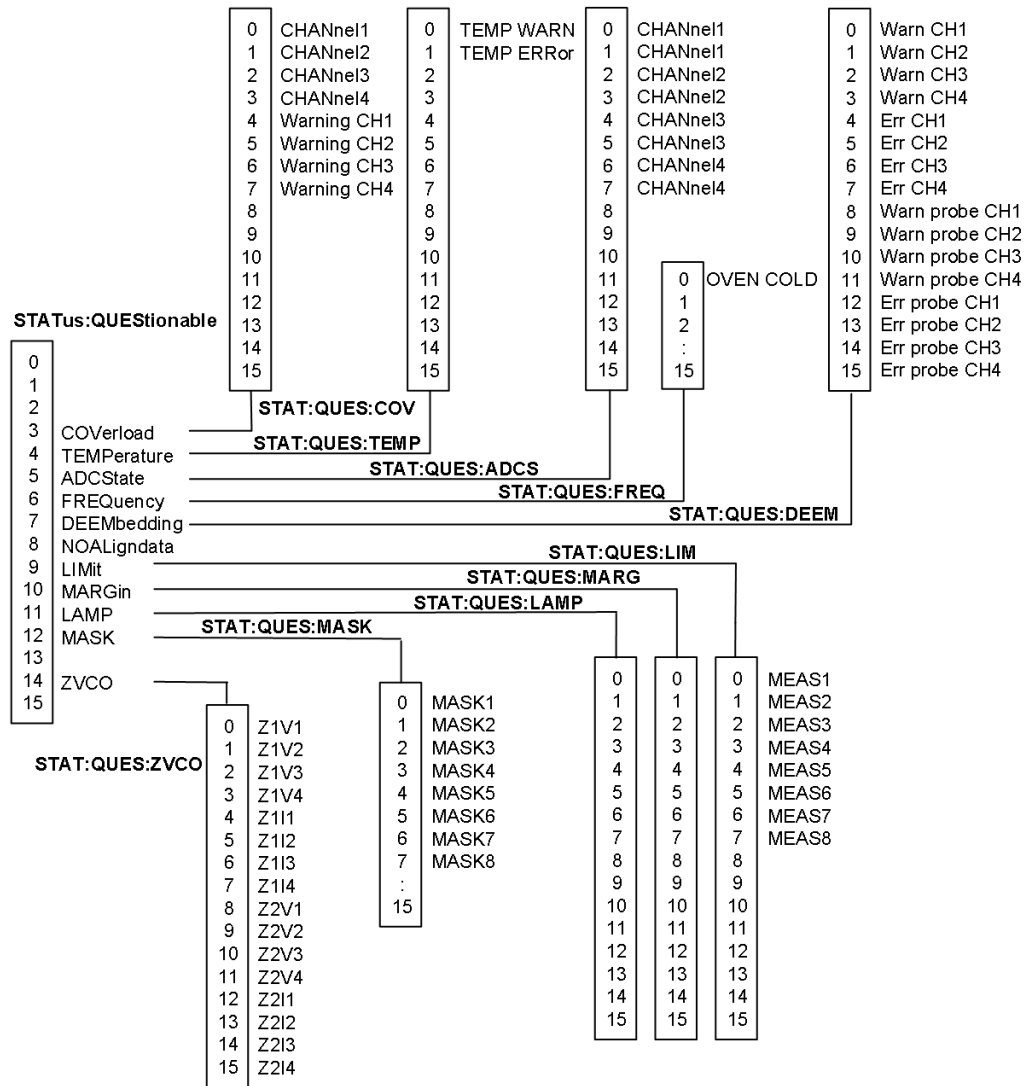 0 CHANnel1
1 CHANnel2
2 CHANnel3
3 CHANnel4
4 Warning CH1
5 Warning CH2
6 Warning CH3
7 Warning CH4
8
9
10
11
12
13
14
15
0 TEMP WARN
1 TEMP ERRor
2
3
4
5
6
7
8
9
10
11
12
13
14
15
0 CHANnel1
1 CHANnel1
2 CHANnel2
3 CHANnel2
4 CHANnel3
5 CHANnel3
6 CHANnel4
7 CHANnel4
8
9
10
11
12
13
14
15
0 OVEN COLD
1
2
:
15
0 Warn CH1
1 Warn CH2
2 Warn CH3
3 Warn CH4
4 Err CH1
5 Err CH2
6 Err CH3
7 Err CH4
8 Warn probe CH1
9 Warn probe CH2
10 Warn probe CH3
11 Warn probe CH4
12 Err probe CH1
13 Err probe CH2
14 Err probe CH3
15 Err probe CH4
STATus:QUEStionable
0
1
2
3 COVerload
4 TEMPerature
5 ADCState
6 FREQuency
7 DEEMbedding
8 NOALigndata
9 LIMit
10 MARGin
11 LAMP
12 MASK
13
14 ZVCO
15
STAT:QUES:COV
STAT:QUES:TEMP
STAT:QUES:ADCS
STAT:QUES:FREQ
STAT:QUES:DEEM
STAT:QUES:LIM
STAT:QUES:MARG
STAT:QUES:LAMP
STAT:QUES:MASK
STAT:QUES:ZVCO
0 Z1V1
1 Z1V2
2 Z1V3
3 Z1V4
4 Z1I1
5 Z1I2
6 Z1I3
7 Z1I4
8 Z2V1
9 Z2V2
10 Z2V3
11 Z2V4
12 Z2I1
13 Z2I2
14 Z2I3
15 Z2I4
0 MASK1
1 MASK2
2 MASK3
3 MASK4
4 MASK5
5 MASK6
6 MASK7
7 MASK8
:
15
0 0 0 MEAS1
1 1 1 MEAS2
2 2 2 MEAS3
3 3 3 MEAS4
4 4 4 MEAS5
5 5 5 MEAS6
6 6 6 MEAS7
7 7 7 MEAS8
8 8 8
9 9 9
10 10 10
11 11 11
12 12 12
13 13 13
14 14 14
15 15 15